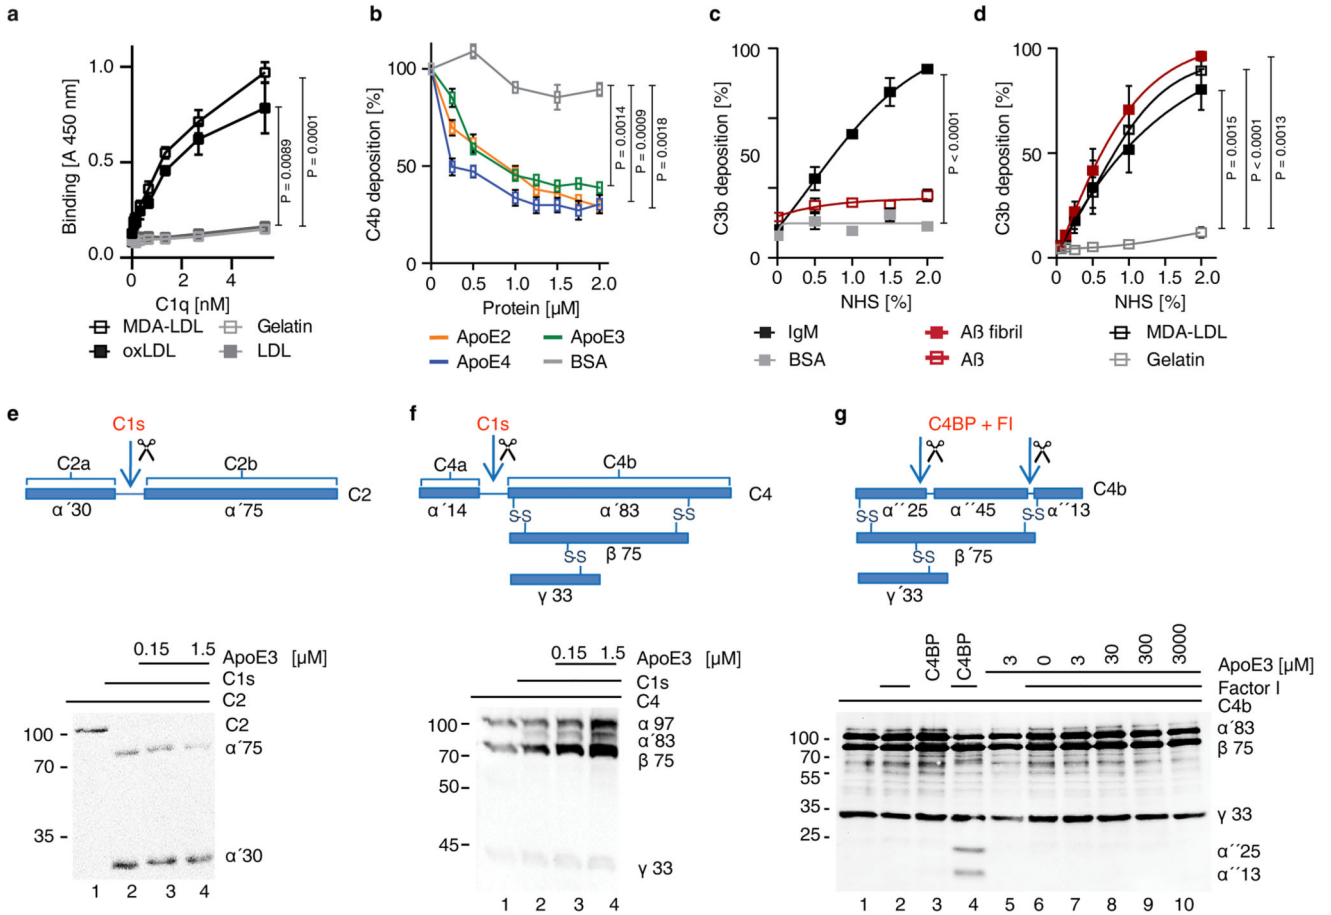 a
Binding [A 450 nm]
1.0
0.5
0.0
0 2 4
C1q [nM]
P = 0.0089
P = 0.0001
MDA-LDL
Gelatin
oxLDL
LDL
b
C4b deposition [%]
100
50
0
0 0.5 1.0 1.5 2.0
Protein [µM]
P = 0.0014
P = 0.0009
P = 0.0018
ApoE2
ApoE3
ApoE4
BSA
c
C3b deposition [%]
100
50
0
0 0.5 1.0 1.5 2.0
NHS [%]
P < 0.0001
IgM
Aß fibril
BSA
Aß
d
C3b deposition [%]
100
50
0
0 0.5 1.0 1.5 2.0
NHS [%]
P = 0.0015
P < 0.0001
P = 0.0013
MDA-LDL
Gelatin
e
C1s
C2a
C2b
C2
α´30
α´75
0.15 1.5
ApoE3 [µM]
C1s
C2
C2
100
α´75
70
35
α´30
1 2 3 4
f
C1s
C4a
C4b
C4
α´14
α´83
S-S
S-S
β 75
S-S
γ 33
0.15 1.5
ApoE3 [µM]
C1s
C4
100
α 97
α´83
70
β 75
50
45
γ 33
1 2 3 4
g
C4BP + FI
C4b
α´´25
α´´45
α´´13
S-S
S-S
β´75
S-S
γ´33
C4BP
C4BP
3 0 3 30 300 3000
ApoE3 [µM]
Factor I
C4b
α´83
100
β 75
70
55
35
γ 33
25
α´´25
α´´13
1 2 3 4 5 6 7 8 9 10